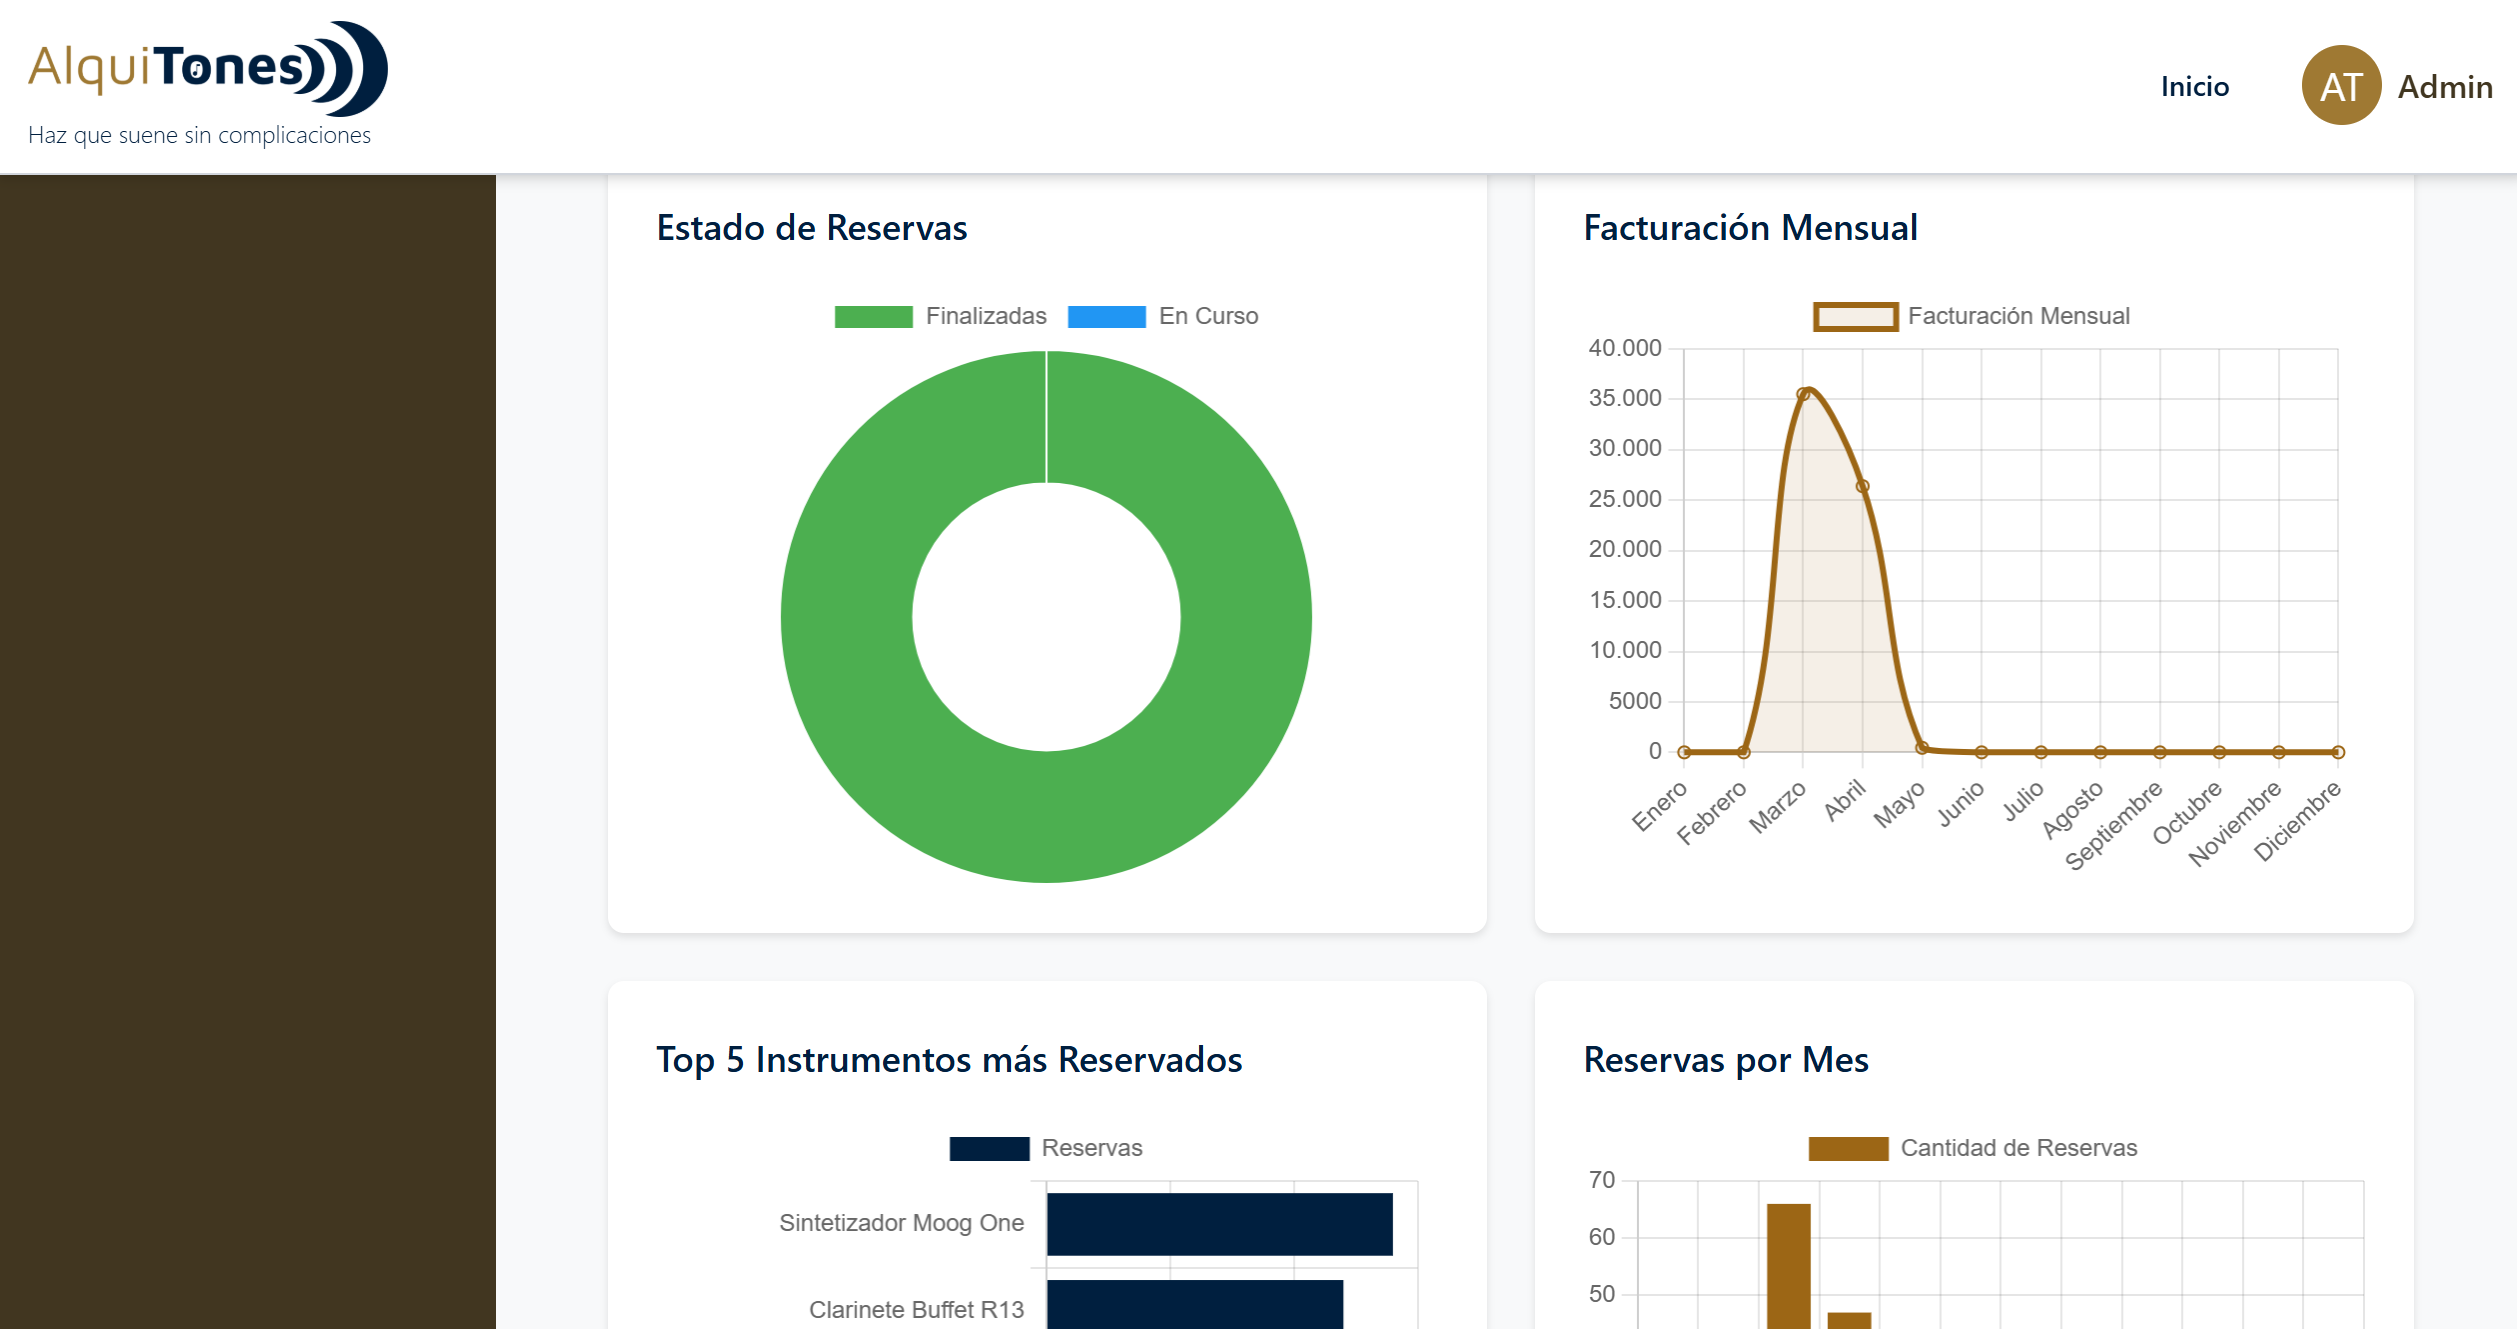 AlquiTones
Haz que suene sin complicaciones
Inicio
AT
Admin
Estado de Reservas
Finalizadas
En Curso
Facturación Mensual
Facturación Mensual
40.000
35.000
30.000
25.000
20.000
15.000
10.000
5000
0
Enero
Febrero
Marzo
Abril
Mayo
Junio
Julio
Agosto
Septiembre
Octubre
Noviembre
Diciembre
Top 5 Instrumentos más Reservados
Reservas
Sintetizador Moog One
Clarinete Buffet R13
Reservas por Mes
Cantidad de Reservas
70
60
50